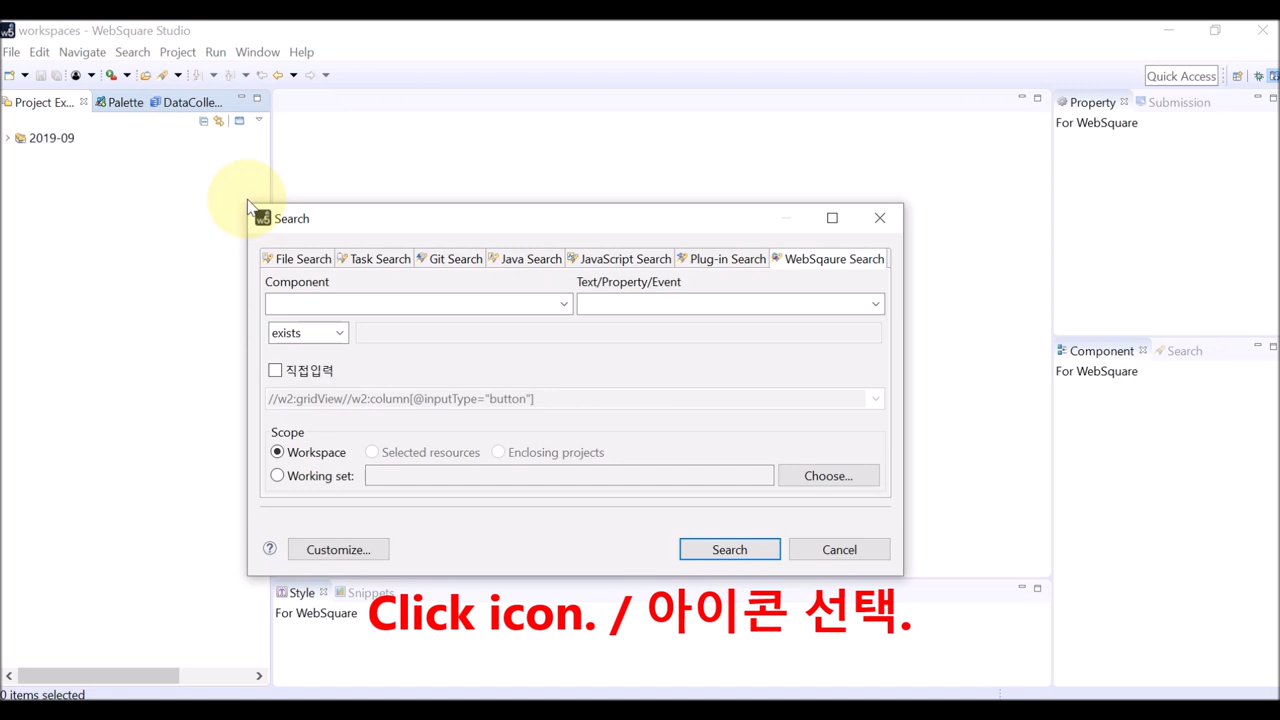 workspaces - WebSquare Studio
File Edit Navigate Search Project Run Window Help
Quick Access
Project Ex... Palette DataColle...
Property Submission
For WebSquare
2019-09
Search
File Search Task Search Git Search Java Search JavaScript Search Plug-in Search WebSqaure Search
Component Text/Property/Event
exists
직접입력
//w2:gridView//w2:column[@inputType="button"]
Scope
Workspace Selected resources Enclosing projects
Working set: Choose...
Customize... Search Cancel
Component Search
For WebSquare
Style Snippets
For WebSquare
Click icon. / 아이콘 선택.
0 items selected